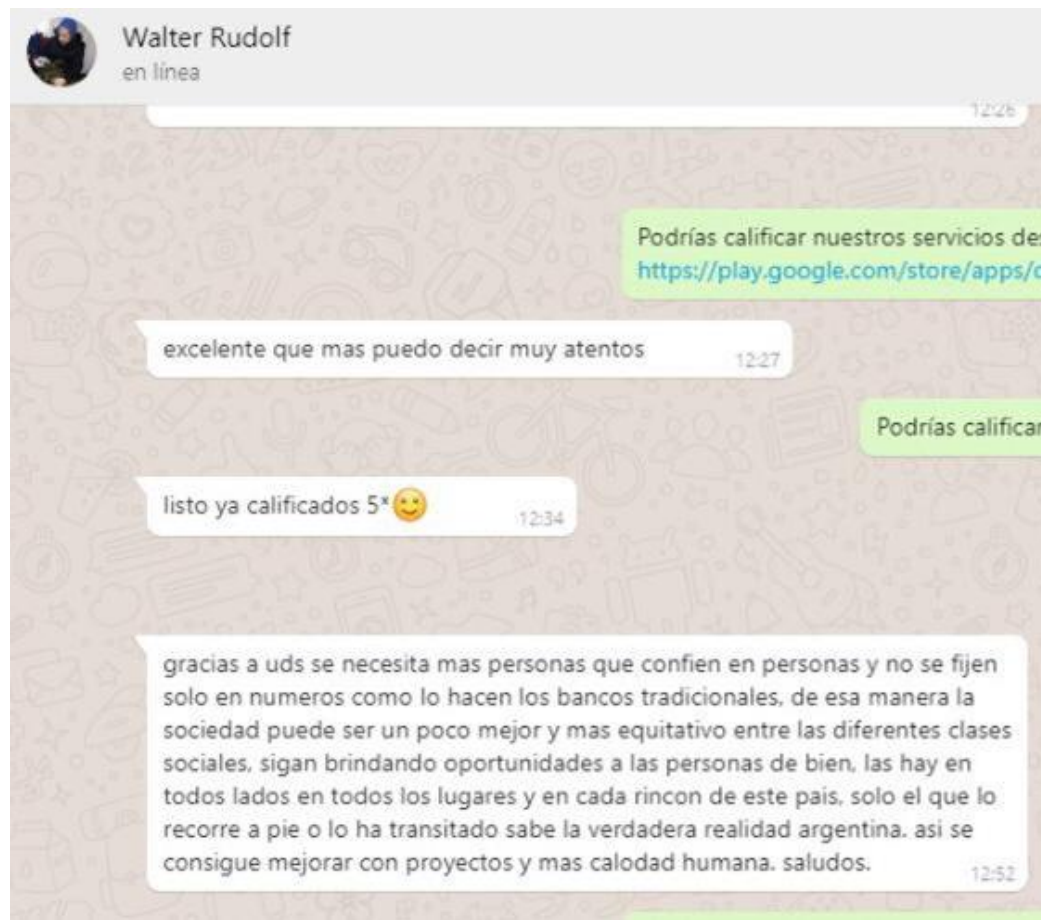 Walter Rudolf
en línea
12:26
Podrías calificar nuestros servicios des
https://play.google.com/store/apps/d
excelente que mas puedo decir muy atentos 12:27
Podrías calificar
listo ya calificados 5*😊 12:34
gracias a uds se necesita mas personas que confien en personas y no se fijen
solo en numeros como lo hacen los bancos tradicionales, de esa manera la
sociedad puede ser un poco mejor y mas equitativo entre las diferentes clases
sociales, sigan brindando oportunidades a las personas de bien, las hay en
todos lados en todos los lugares y en cada rincon de este pais, solo el que lo
recorre a pie o lo ha transitado sabe la verdadera realidad argentina. asi se
consigue mejorar con proyectos y mas calodad humana. saludos. 12:52